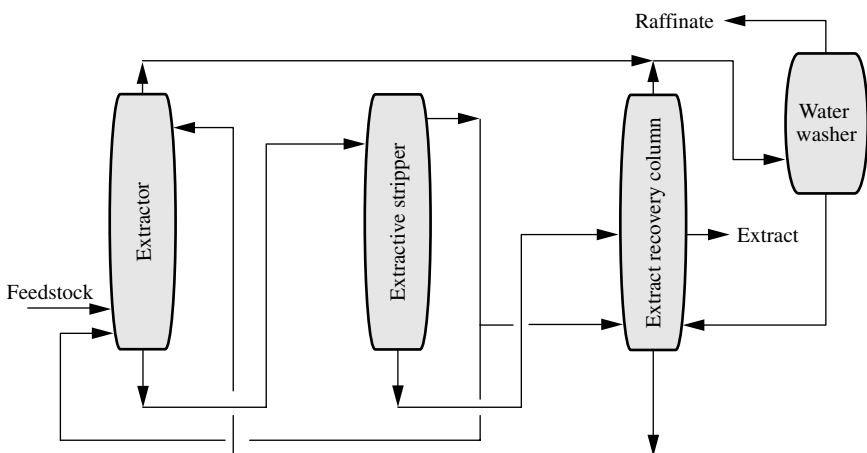 Raffinate
Water
washer
Extractor
Extractive stripper
Extract recovery column
Extract
Feedstock